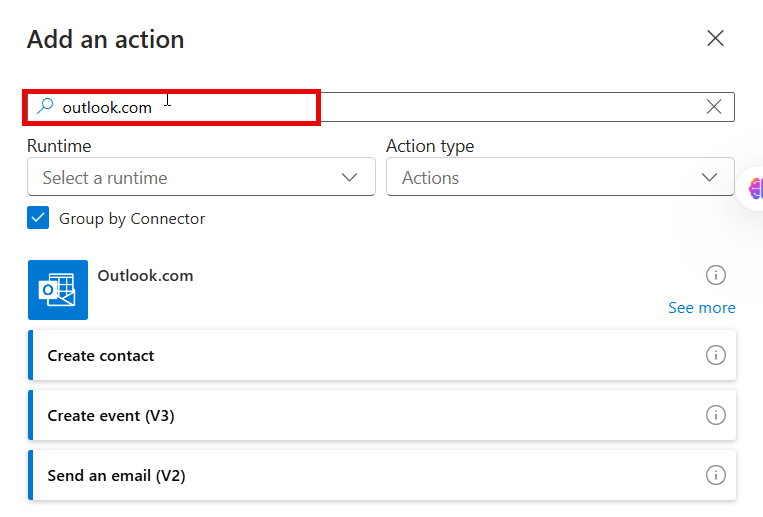 Add an action
outlook.com
Runtime
Action type
Select a runtime
Actions
Group by Connector
Outlook.com
See more
Create contact
Create event (V3)
Send an email (V2)